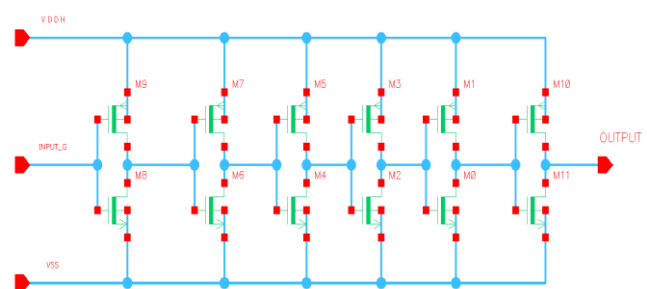 VDDH
M9 M7 M5 M3 M1 M10
INPUT_G OUTPUT
M8 M6 M4 M2 M0 M11
VSS